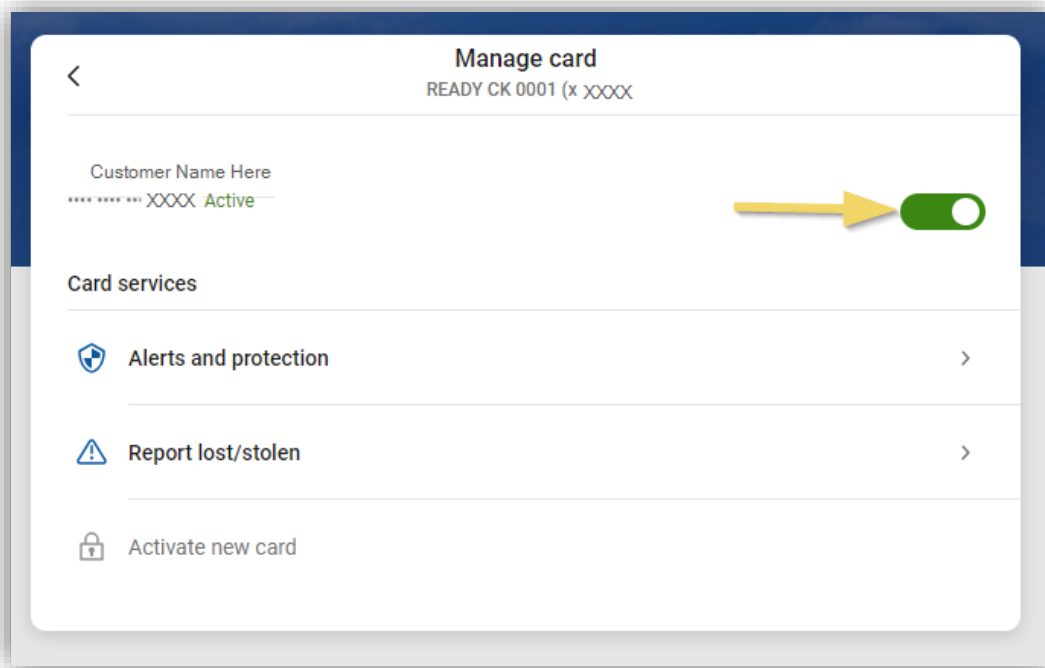 Manage card
READY CK 0001 (x XXXX
Customer Name Here
•••• •••• ••• XXXX Active
Card services
Alerts and protection
Report lost/stolen
Activate new card